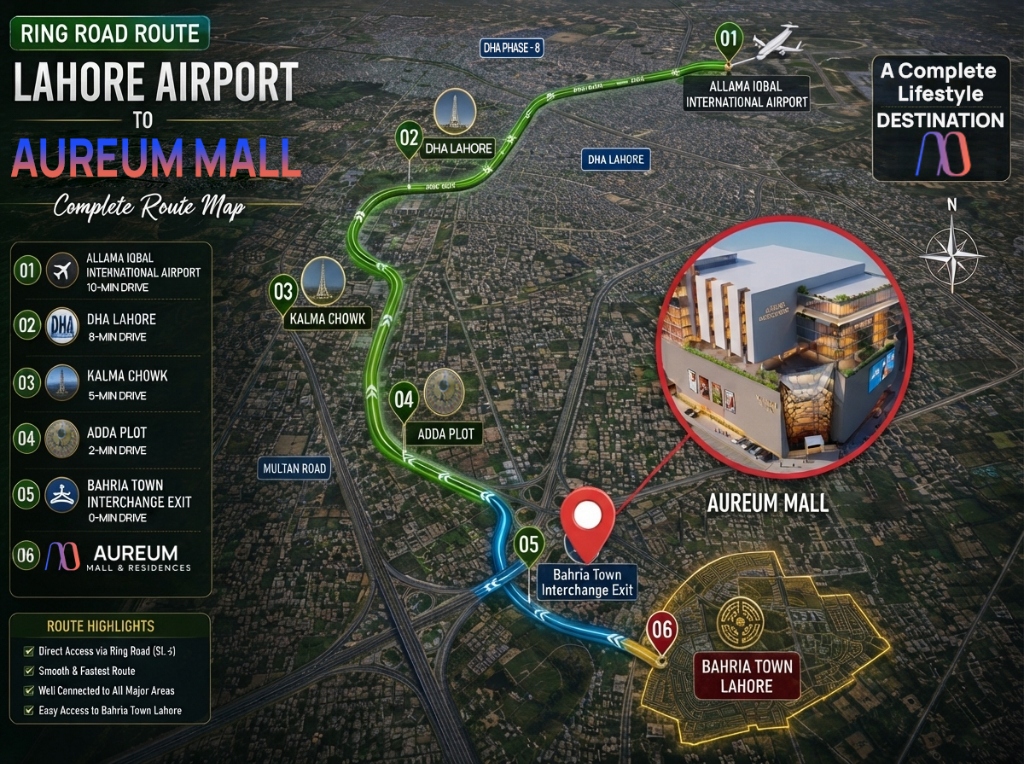 RING ROAD ROUTE
LAHORE AIRPORT
TO
AUREUM MALL
Complete Route Map
01
ALLAMA IQBAL
INTERNATIONAL AIRPORT
10-MIN DRIVE
02
DHA
DHA LAHORE
8-MIN DRIVE
03
KALMA CHOWK
5-MIN DRIVE
04
ADDA PLOT
2-MIN DRIVE
05
BAHRIA TOWN
INTERCHANGE EXIT
0-MIN DRIVE
06
AUREUM
MALL & RESIDENCES
ROUTE HIGHLIGHTS
Direct Access via Ring Road
Smooth & Fastest Route
Well Connected to All Major Areas
Easy Access to Bahria Town Lahore
DHA PHASE - 8
01
ALLAMA IQBAL
INTERNATIONAL AIRPORT
A Complete
Lifestyle
DESTINATION
02
DHA LAHORE
DHA LAHORE
N
03
KALMA CHOWK
04
ADDA PLOT
MULTAN ROAD
AUREUM MALL
05
Bahria Town
Interchange Exit
06
BAHRIA TOWN
LAHORE